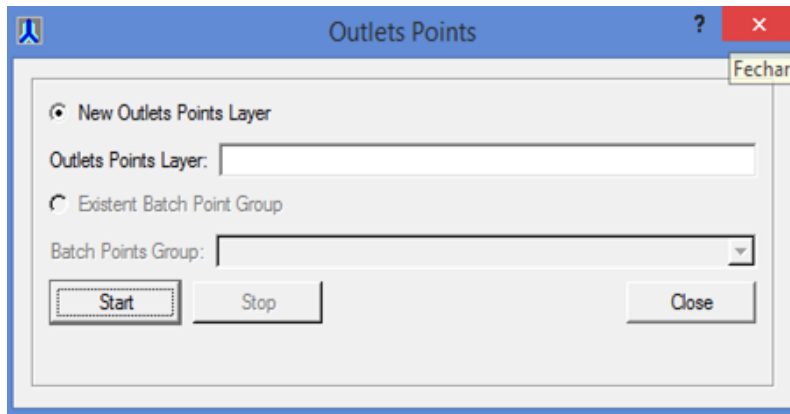 Outlets Points ?
Fechar
New Outlets Points Layer
Outlets Points Layer:
Existent Batch Point Group
Batch Points Group:
Start Stop Close